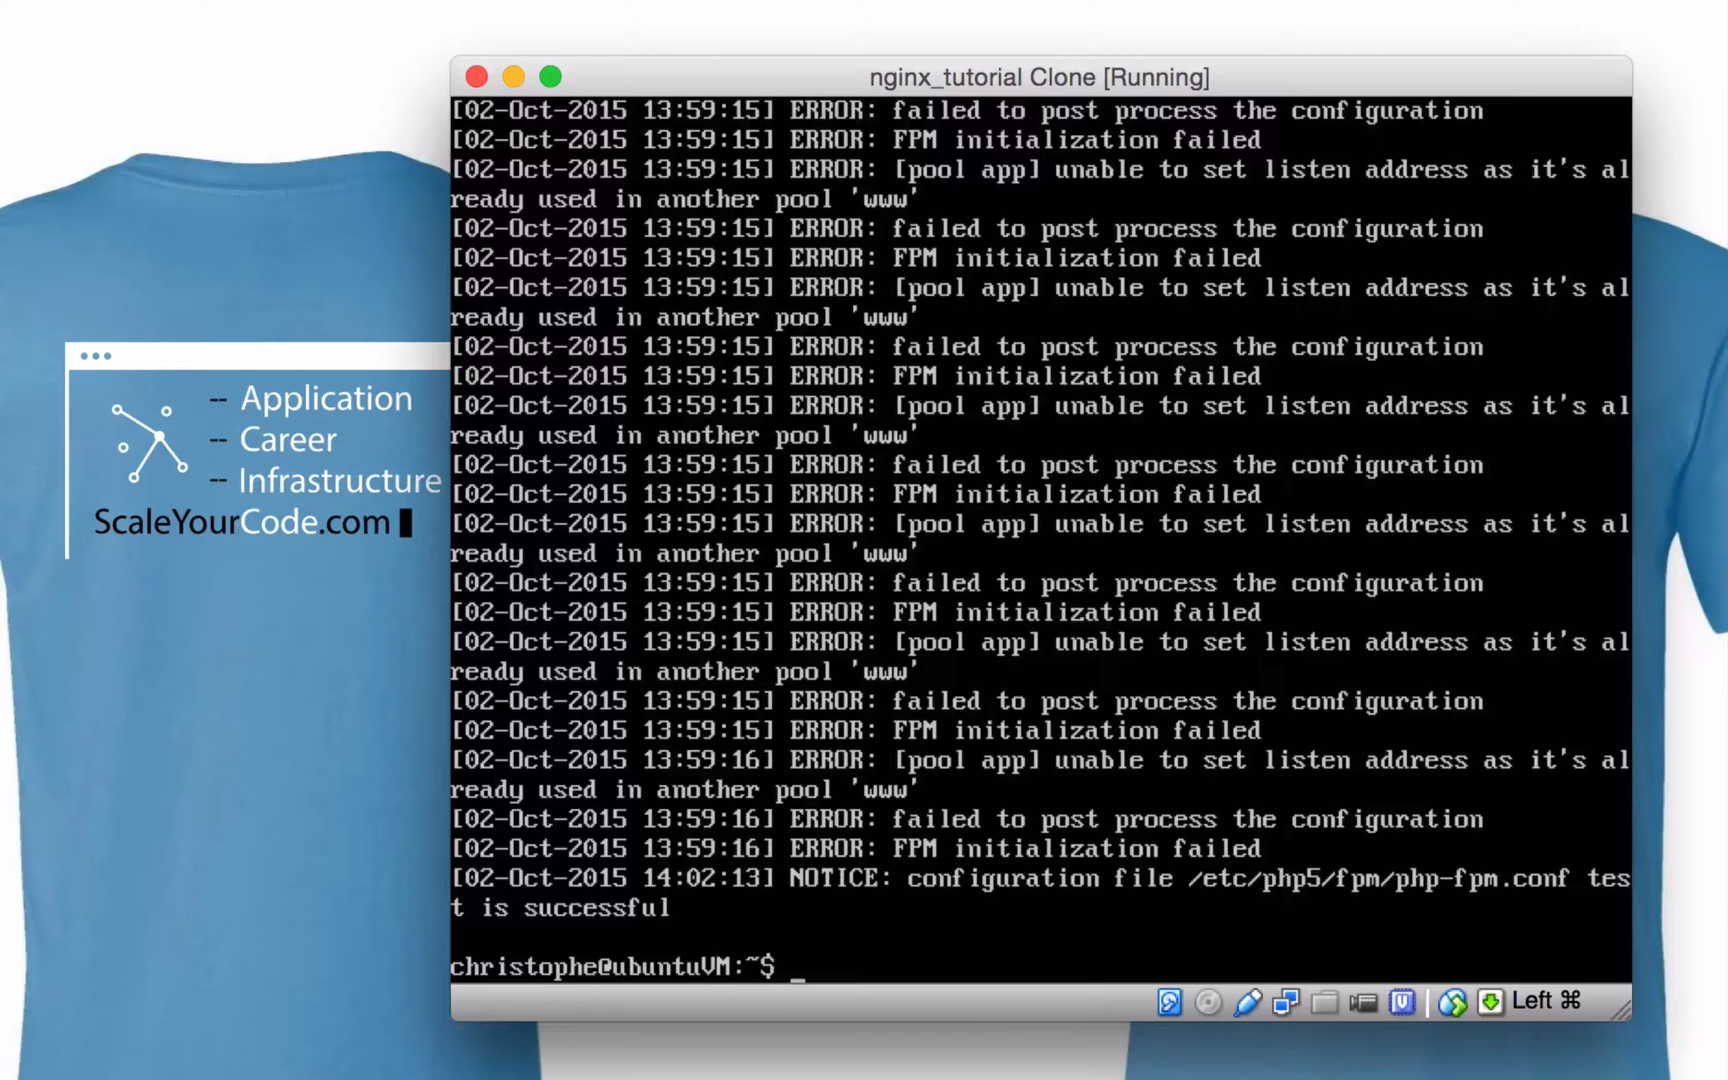 nginx_tutorial Clone [Running]
[02-Oct-2015 13:59:15] ERROR: failed to post process the configuration
[02-Oct-2015 13:59:15] ERROR: FPM initialization failed
[02-Oct-2015 13:59:15] ERROR: [pool app] unable to set listen address as it's al
ready used in another pool 'www'
[02-Oct-2015 13:59:15] ERROR: failed to post process the configuration
[02-Oct-2015 13:59:15] ERROR: FPM initialization failed
[02-Oct-2015 13:59:15] ERROR: [pool app] unable to set listen address as it's al
ready used in another pool 'www'
[02-Oct-2015 13:59:15] ERROR: failed to post process the configuration
[02-Oct-2015 13:59:15] ERROR: FPM initialization failed
[02-Oct-2015 13:59:15] ERROR: [pool app] unable to set listen address as it's al
ready used in another pool 'www'
[02-Oct-2015 13:59:15] ERROR: failed to post process the configuration
[02-Oct-2015 13:59:15] ERROR: FPM initialization failed
[02-Oct-2015 13:59:15] ERROR: [pool app] unable to set listen address as it's al
ready used in another pool 'www'
[02-Oct-2015 13:59:15] ERROR: failed to post process the configuration
[02-Oct-2015 13:59:15] ERROR: FPM initialization failed
[02-Oct-2015 13:59:15] ERROR: [pool app] unable to set listen address as it's al
ready used in another pool 'www'
[02-Oct-2015 13:59:15] ERROR: failed to post process the configuration
[02-Oct-2015 13:59:15] ERROR: FPM initialization failed
[02-Oct-2015 13:59:16] ERROR: [pool app] unable to set listen address as it's al
ready used in another pool 'www'
[02-Oct-2015 13:59:16] ERROR: failed to post process the configuration
[02-Oct-2015 13:59:16] ERROR: FPM initialization failed
[02-Oct-2015 14:02:13] NOTICE: configuration file /etc/php5/fpm/php-fpm.conf tes
t is successful
christophe@ubuntuVM:~$ _
Left ⌘
-- Application
-- Career
-- Infrastructure
ScaleYourCode.com